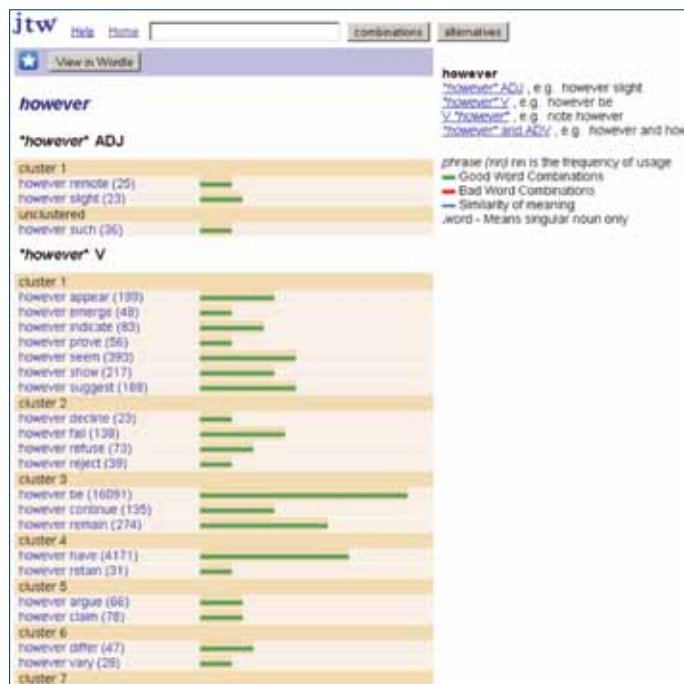 jtw Help Home combinations alternatives
View in Wordle
however
"however" ADJ
cluster 1
however remote (25)
however slight (23)
unclustered
however such (36)
"however" V
cluster 1
however appear (199)
however emerge (48)
however indicate (83)
however prove (56)
however seem (393)
however show (217)
however suggest (188)
cluster 2
however decline (23)
however fail (138)
however refuse (73)
however reject (39)
cluster 3
however be (16091)
however continue (135)
however remain (274)
cluster 4
however have (4171)
however retain (31)
cluster 5
however argue (66)
however claim (78)
cluster 6
however differ (47)
however vary (28)
cluster 7
however
"however" ADJ , e.g. however slight
"however" V , e.g. however be
V "however" , e.g. note however
"however" and ADV , e.g. however and how
phrase (nn) nn is the frequency of usage
Good Word Combinations
Bad Word Combinations
Similarity of meaning
.word - Means singular noun only